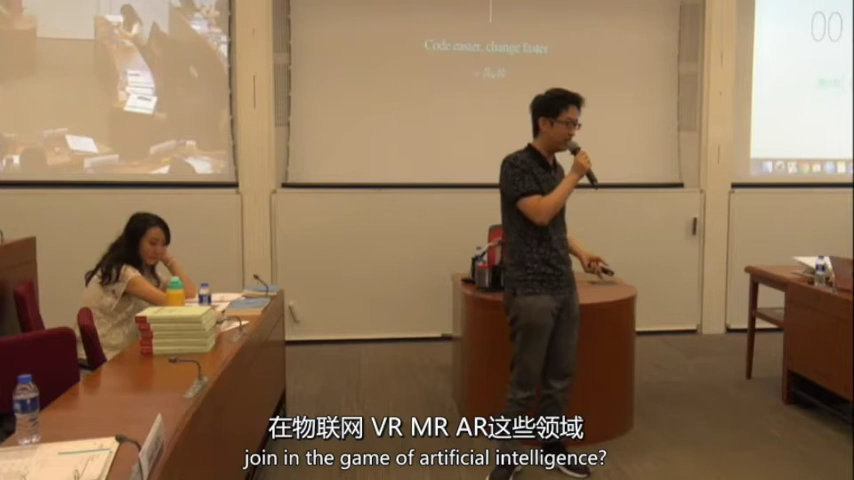 Code easier, change faster
00
在物联网 VR MR AR这些领域
join in the game of artificial intelligence?